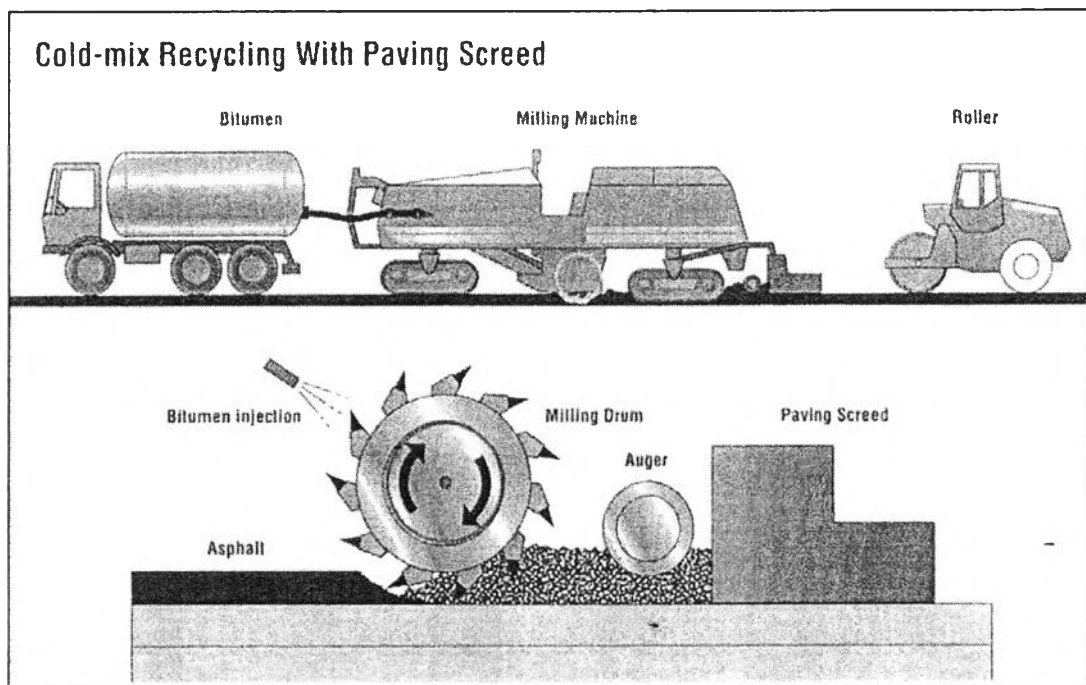 Cold-mix Recycling With Paving Screed
Bitumen
Milling Machine
Roller
Bitumen injection
Milling Drum
Paving Screed
Auger
Asphalt